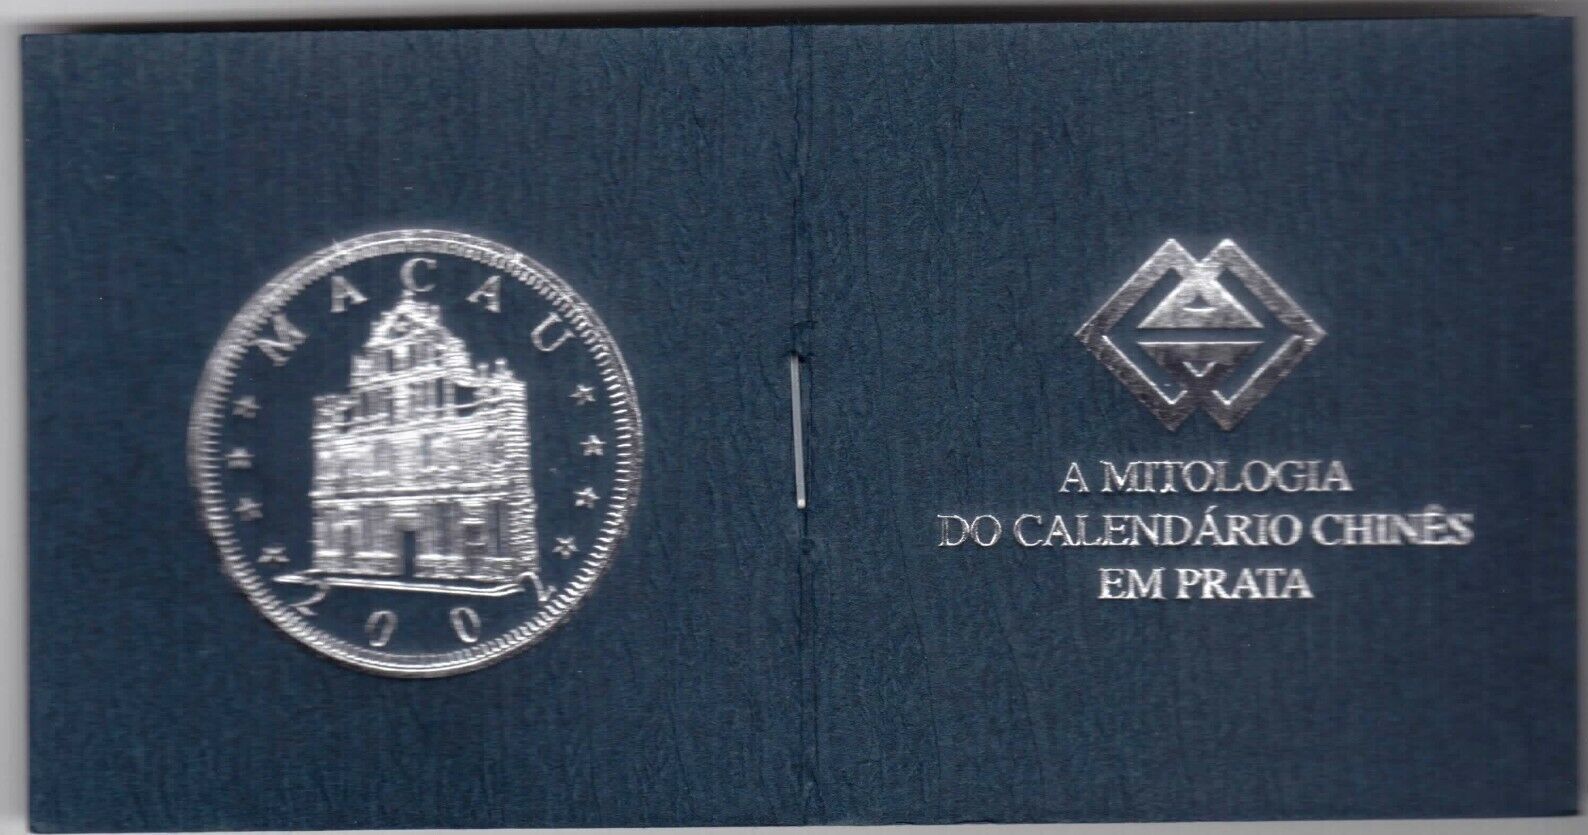 MACAU
2002
A MITOLOGIA
DO CALENDÁRIO CHINÊS
EM PRATA